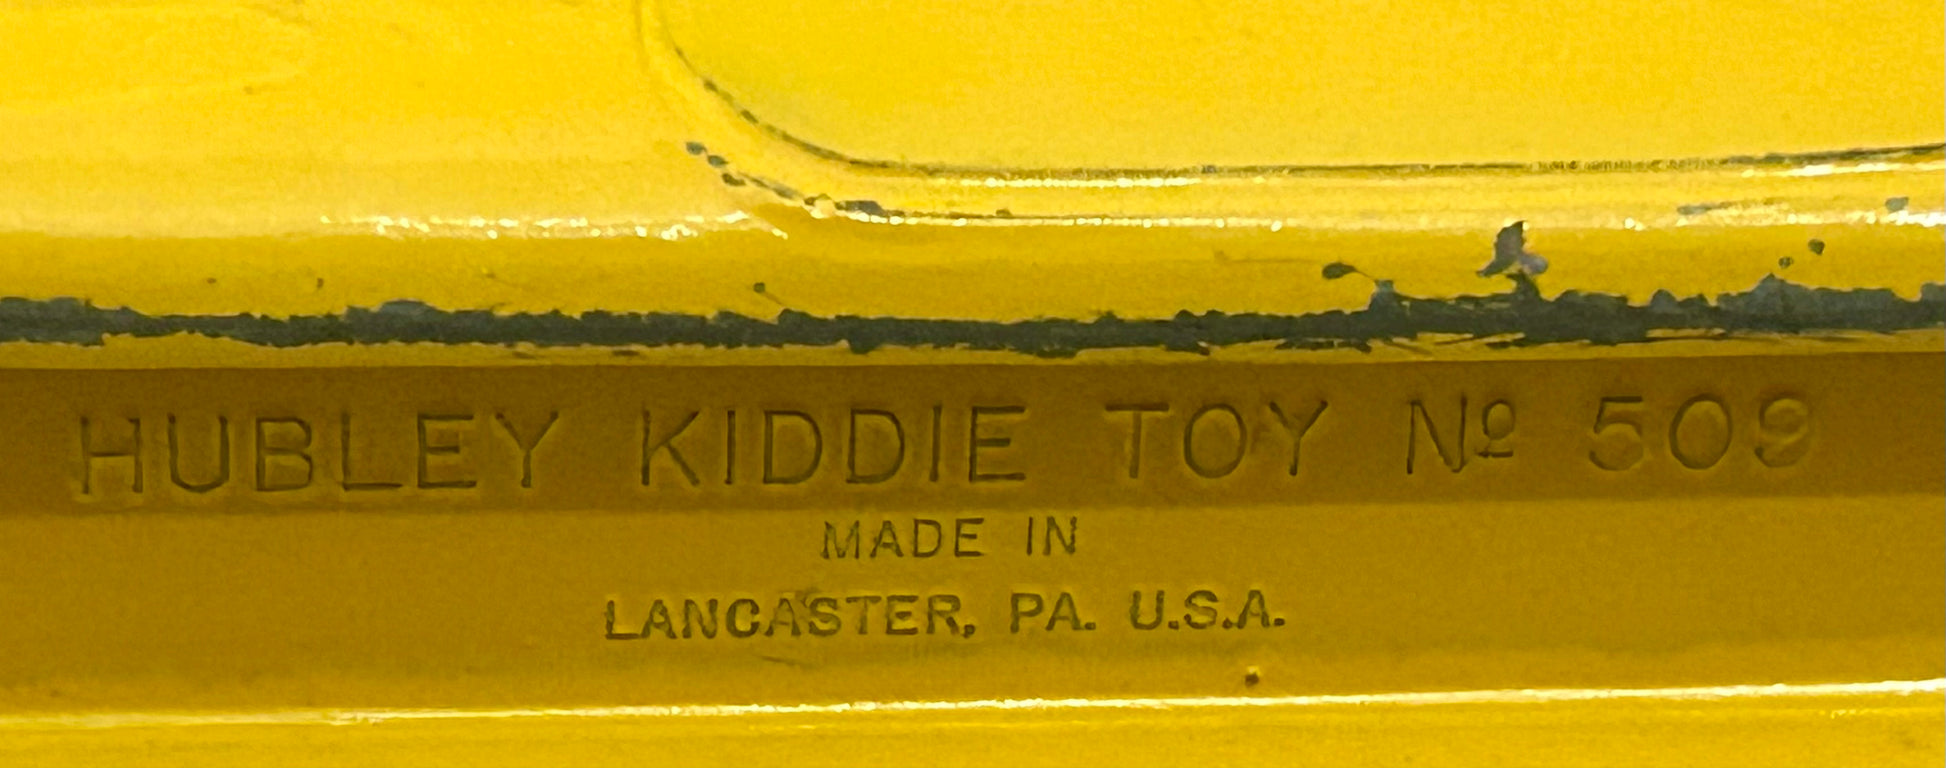 HUBLEY KIDDIE TOY Nº 509
MADE IN
LANCASTER, PA. U.S.A.